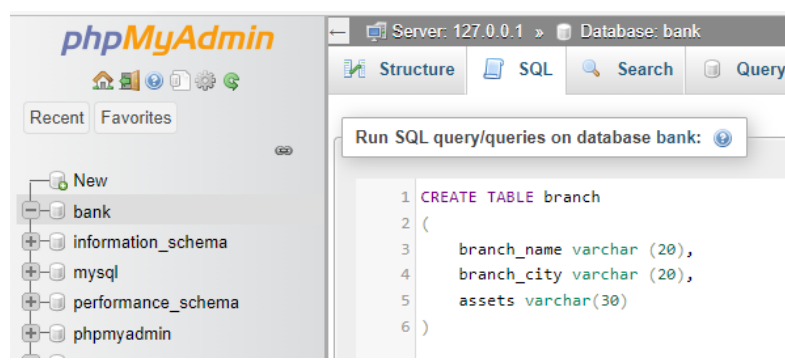 phpMyAdmin
Recent Favorites
New
bank
information_schema
mysql
performance_schema
phpmyadmin
Server: 127.0.0.1 » Database: bank
Structure SQL Search Query
Run SQL query/queries on database bank:
1 CREATE TABLE branch
2 (
3 branch_name varchar (20),
4 branch_city varchar (20),
5 assets varchar(30)
6 )